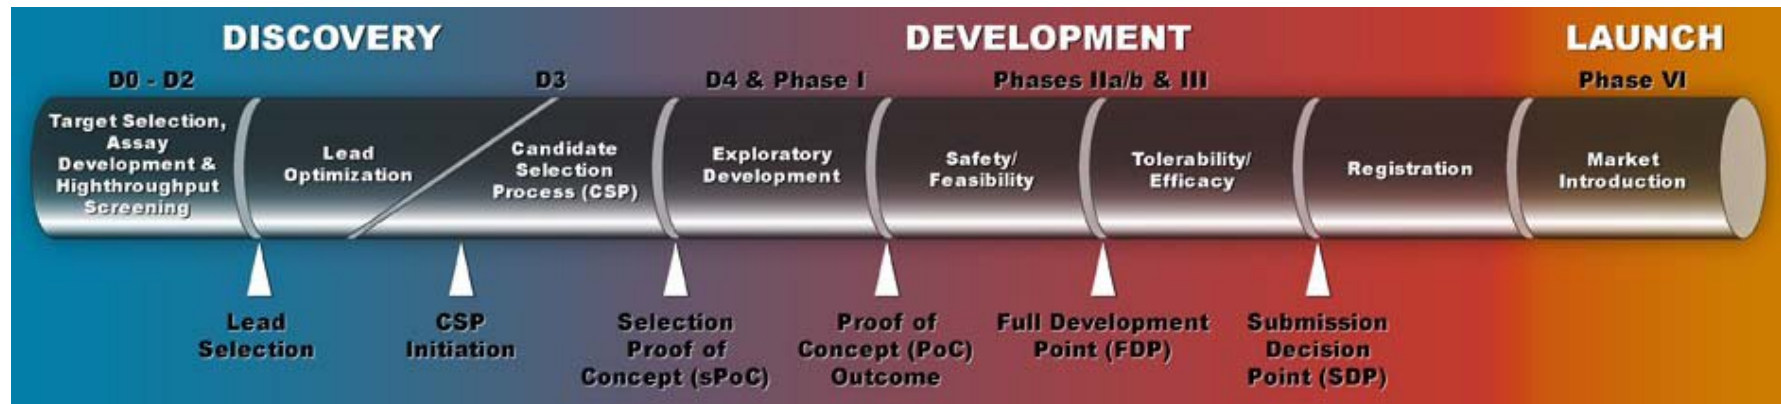 DISCOVERY
DEVELOPMENT
LAUNCH
D0 - D2
D3
D4 & Phase I
Phases IIa/b & III
Phase VI
Target Selection,
Assay
Development &
Highthroughput
Screening
Lead
Optimization
Candidate
Selection
Process (CSP)
Exploratory
Development
Safety/
Feasibility
Tolerability/
Efficacy
Registration
Market
Introduction
Lead
Selection
CSP
Initiation
Selection
Proof of
Concept (sPoC)
Proof of
Concept (PoC)
Outcome
Full Development
Point (FDP)
Submission
Decision
Point (SDP)